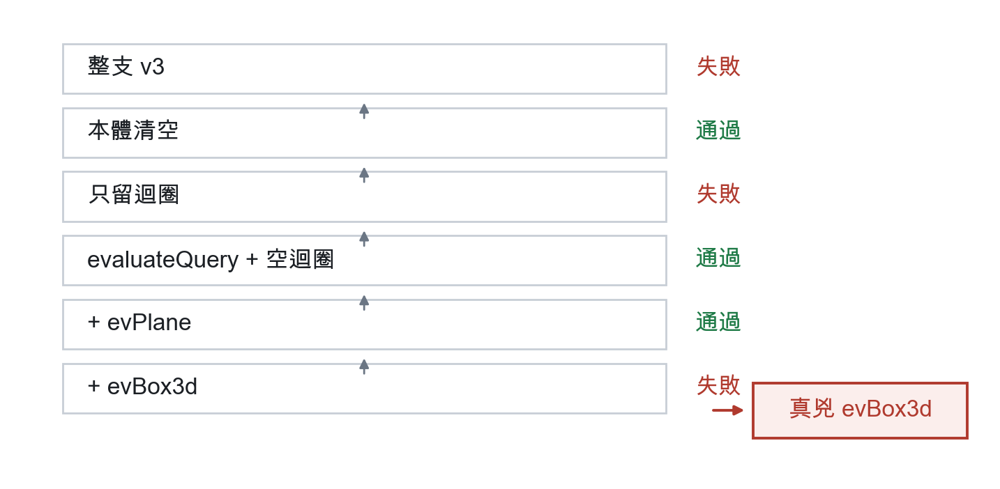 整支 v3
失敗
本體清空
通過
只留迴圈
失敗
evaluateQuery + 空迴圈
通過
+ evPlane
通過
+ evBox3d
失敗
真兇 evBox3d